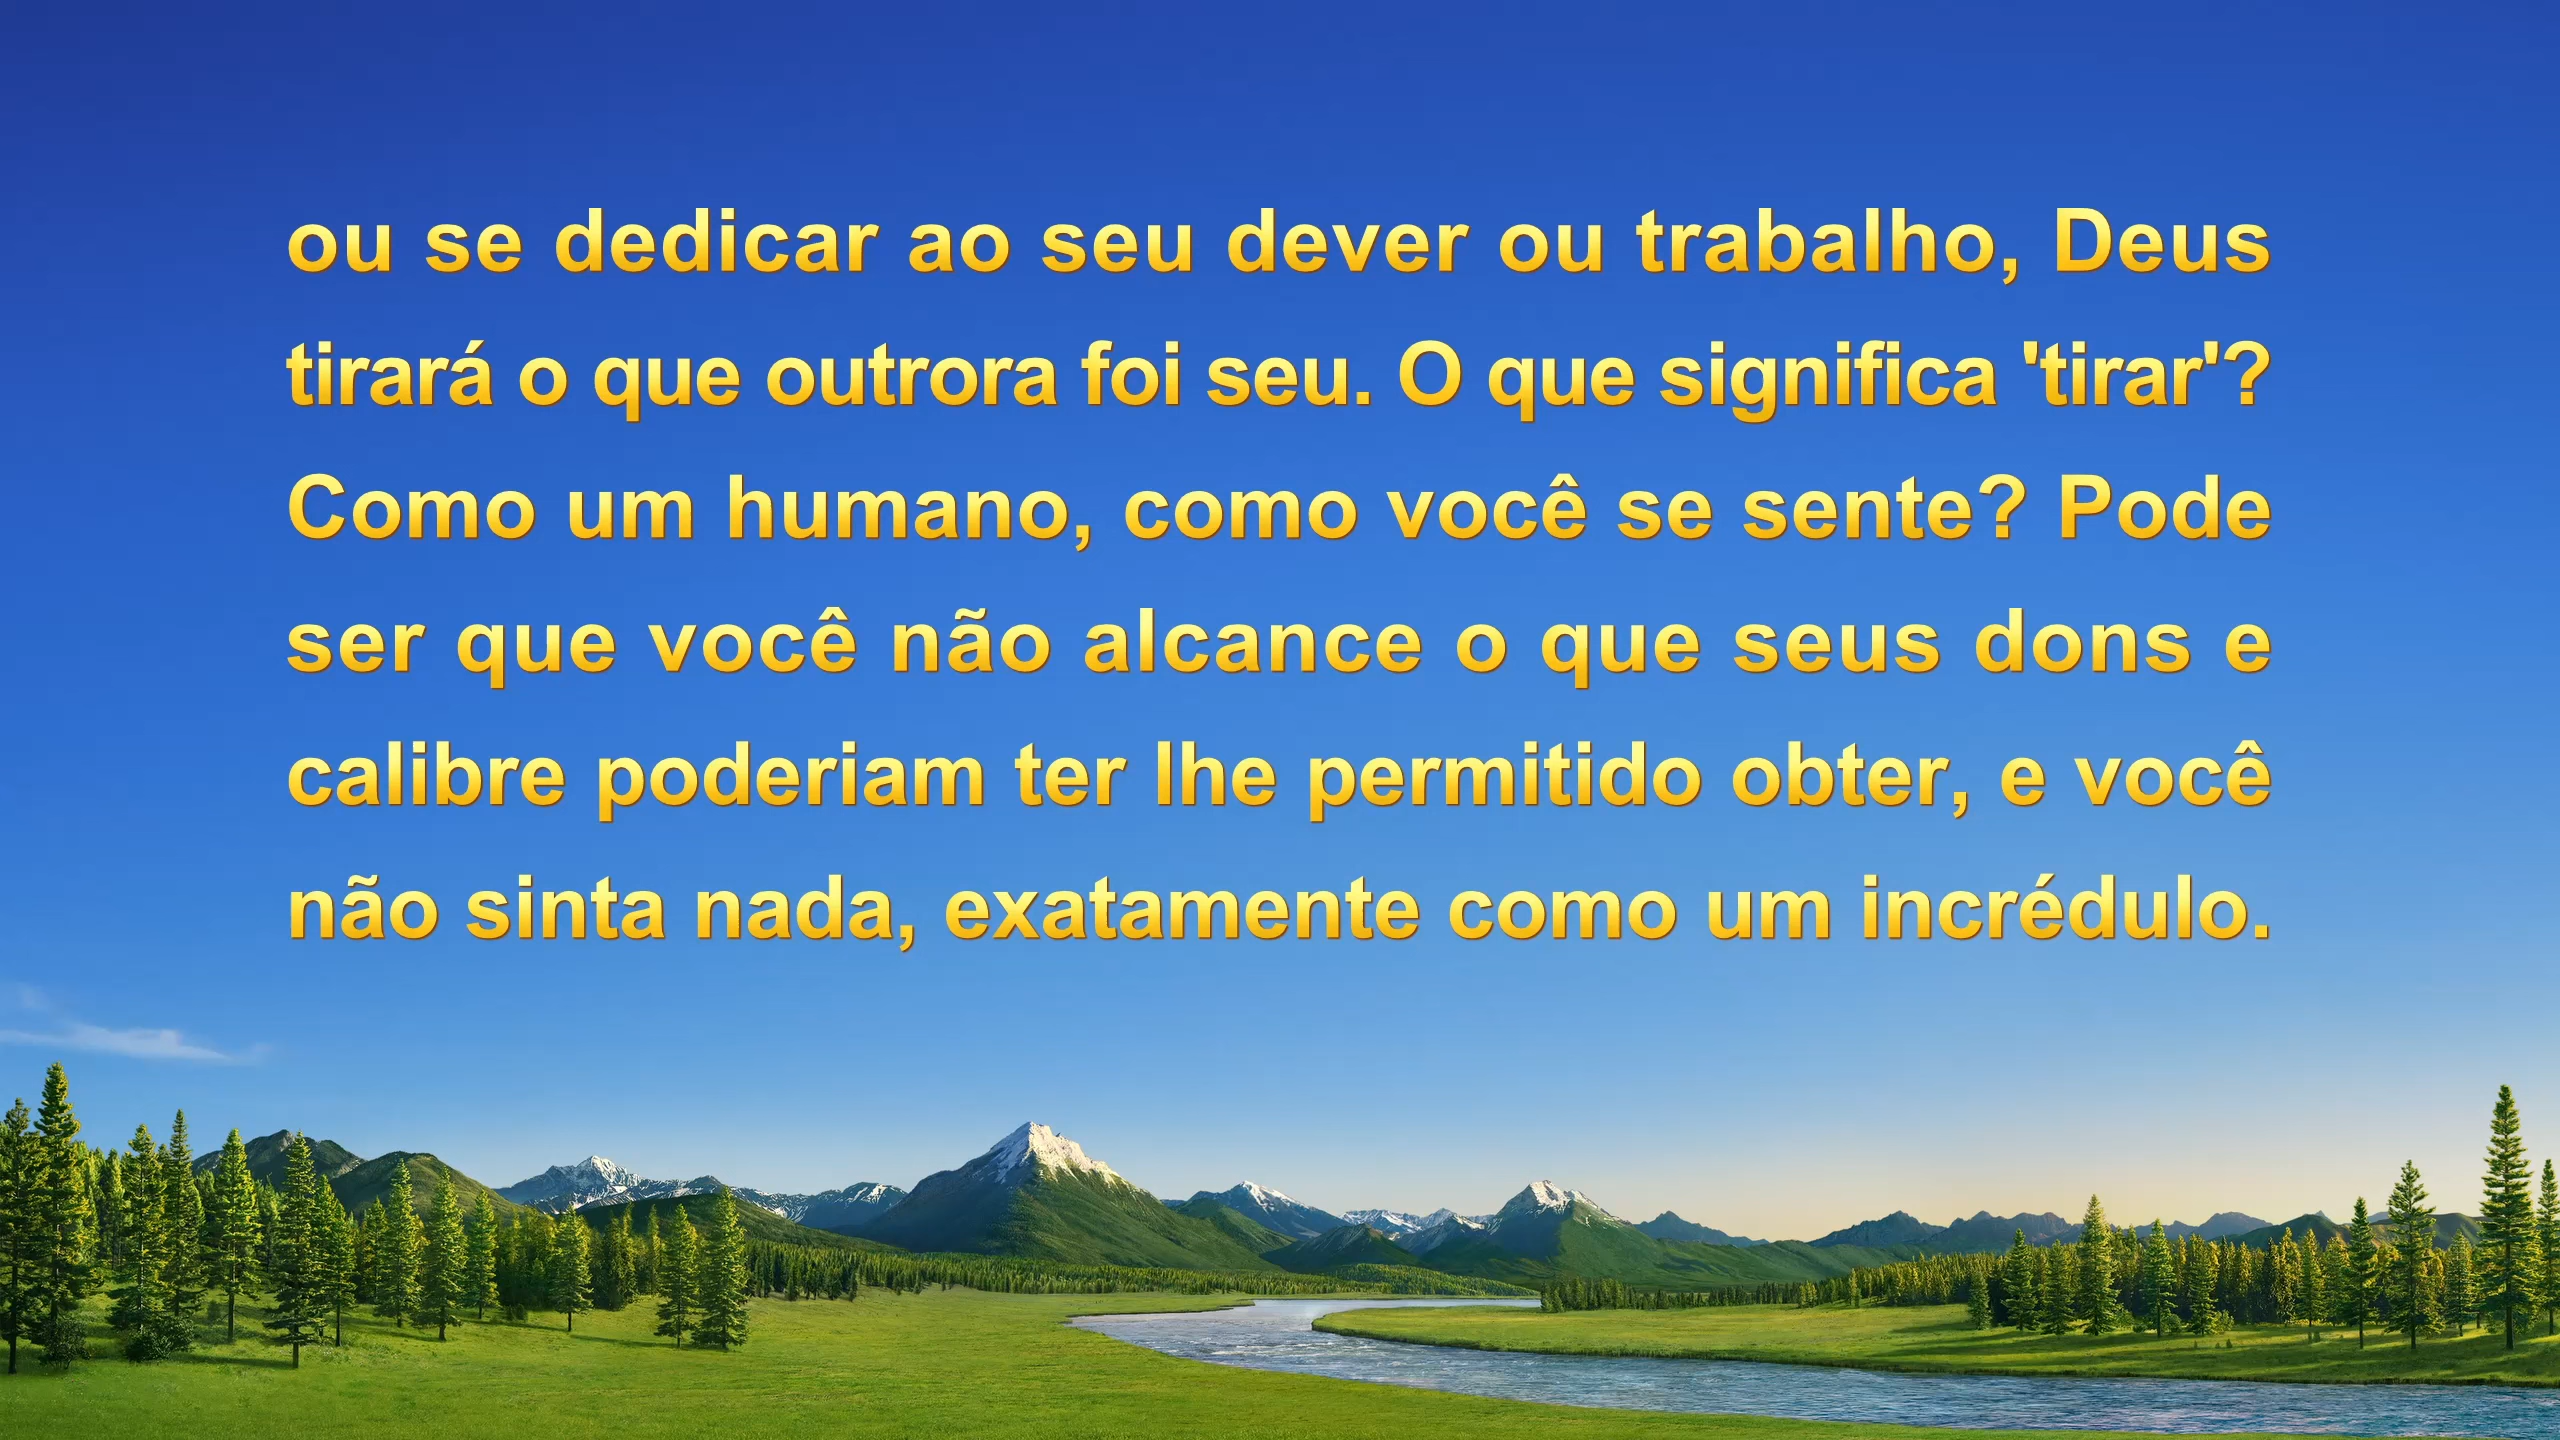 ou se dedicar ao seu dever ou trabalho, Deus
tirará o que outrora foi seu. O que significa 'tirar'?
Como um humano, como você se sente? Pode
ser que você não alcance o que seus dons e
calibre poderiam ter lhe permitido obter, e você
não sinta nada, exatamente como um incrédulo.